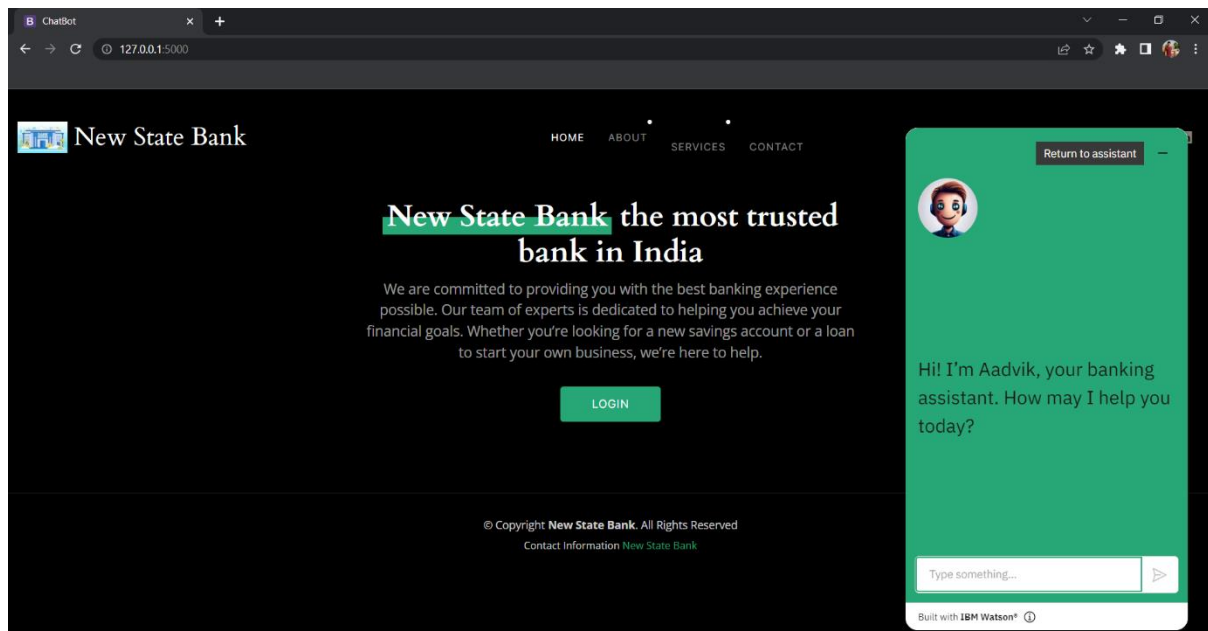 ChatBot
127.0.0.1:5000
New State Bank
HOME ABOUT SERVICES CONTACT
New State Bank the most trusted
bank in India
We are committed to providing you with the best banking experience
possible. Our team of experts is dedicated to helping you achieve your
financial goals. Whether you're looking for a new savings account or a loan
to start your own business, we're here to help.
LOGIN
© Copyright New State Bank. All Rights Reserved
Contact Information New State Bank
Return to assistant
Hi! I'm Aadvik, your banking
assistant. How may I help you
today?
Type something...
Built with IBM Watson®